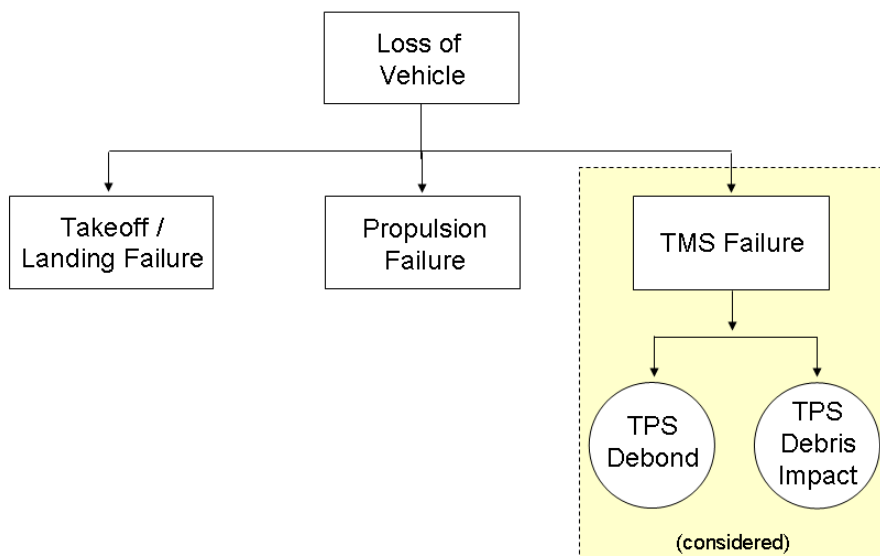 Loss of
Vehicle
Takeoff /
Landing Failure
Propulsion
Failure
TMS Failure
TPS
Debond
TPS
Debris
Impact
(considered)